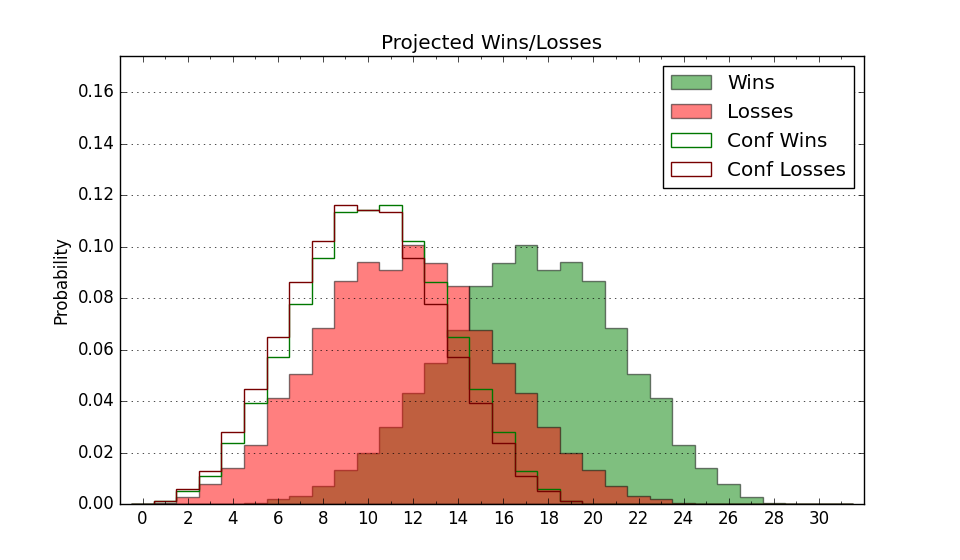 Projected Wins/Losses
Wins
Losses
Conf Wins
Conf Losses
Probability
0.16
0.14
0.12
0.10
0.08
0.06
0.04
0.02
0.00
0 2 4 6 8 10 12 14 16 18 20 22 24 26 28 30